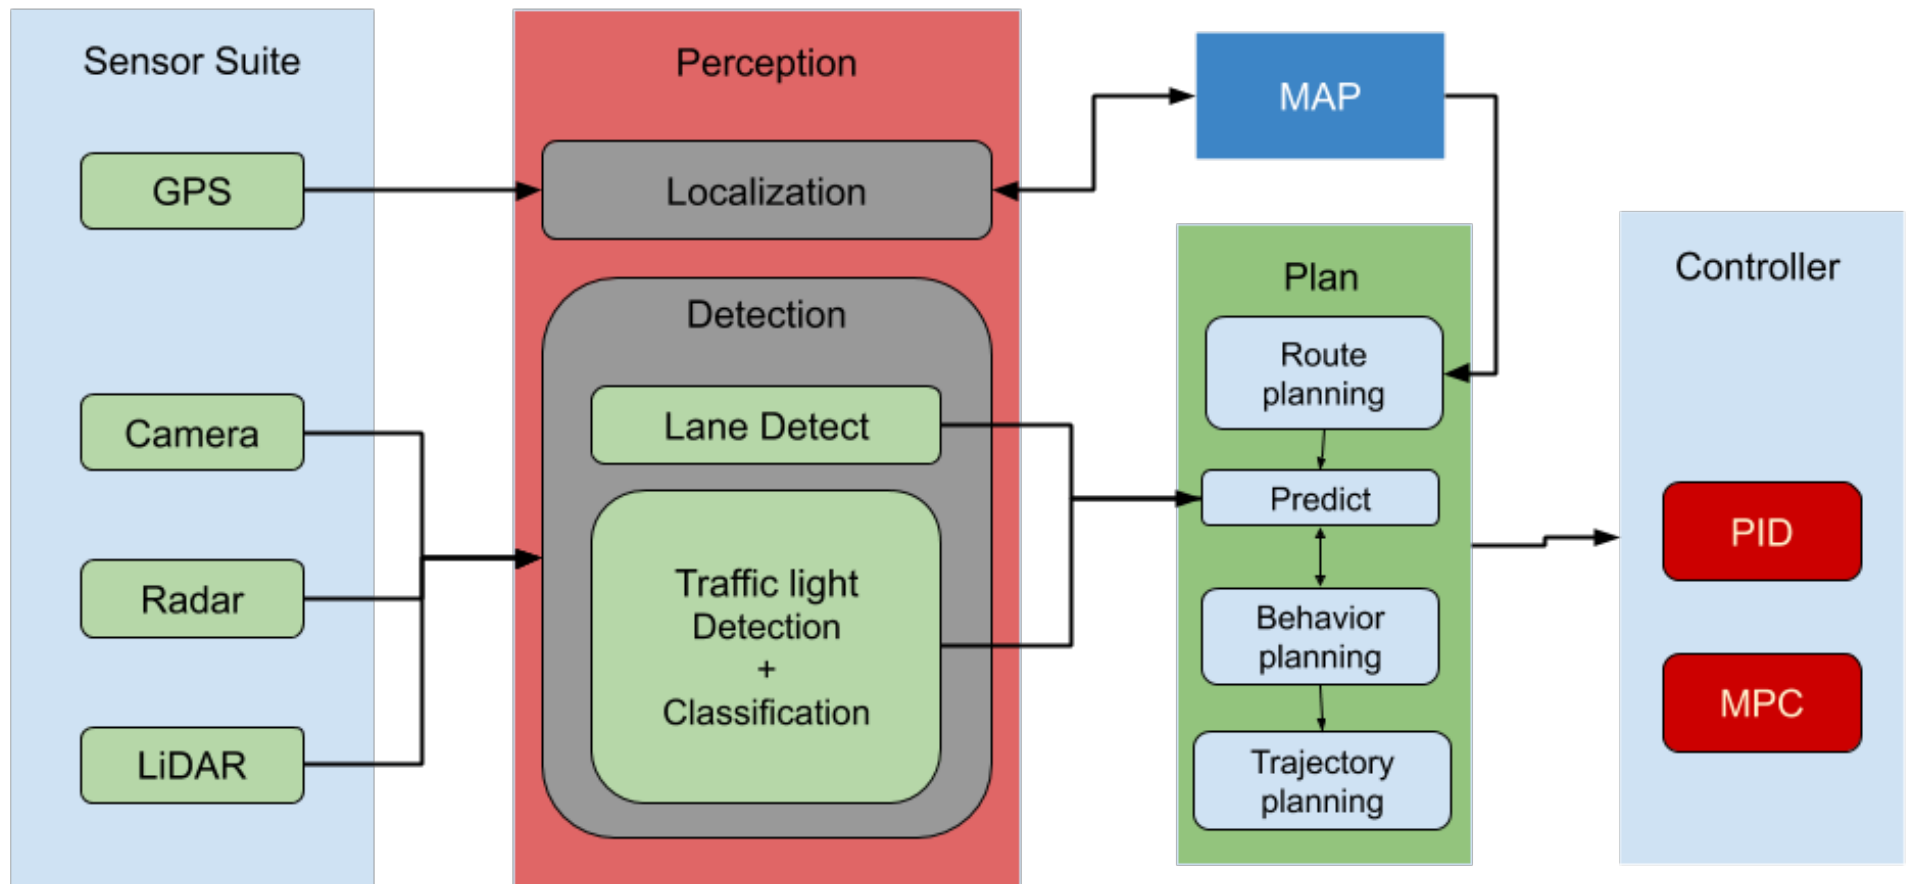 Sensor Suite
GPS
Camera
Radar
LiDAR
Perception
Localization
Detection
Lane Detect
Traffic light
Detection
+
Classification
MAP
Plan
Route
planning
Predict
Behavior
planning
Trajectory
planning
Controller
PID
MPC